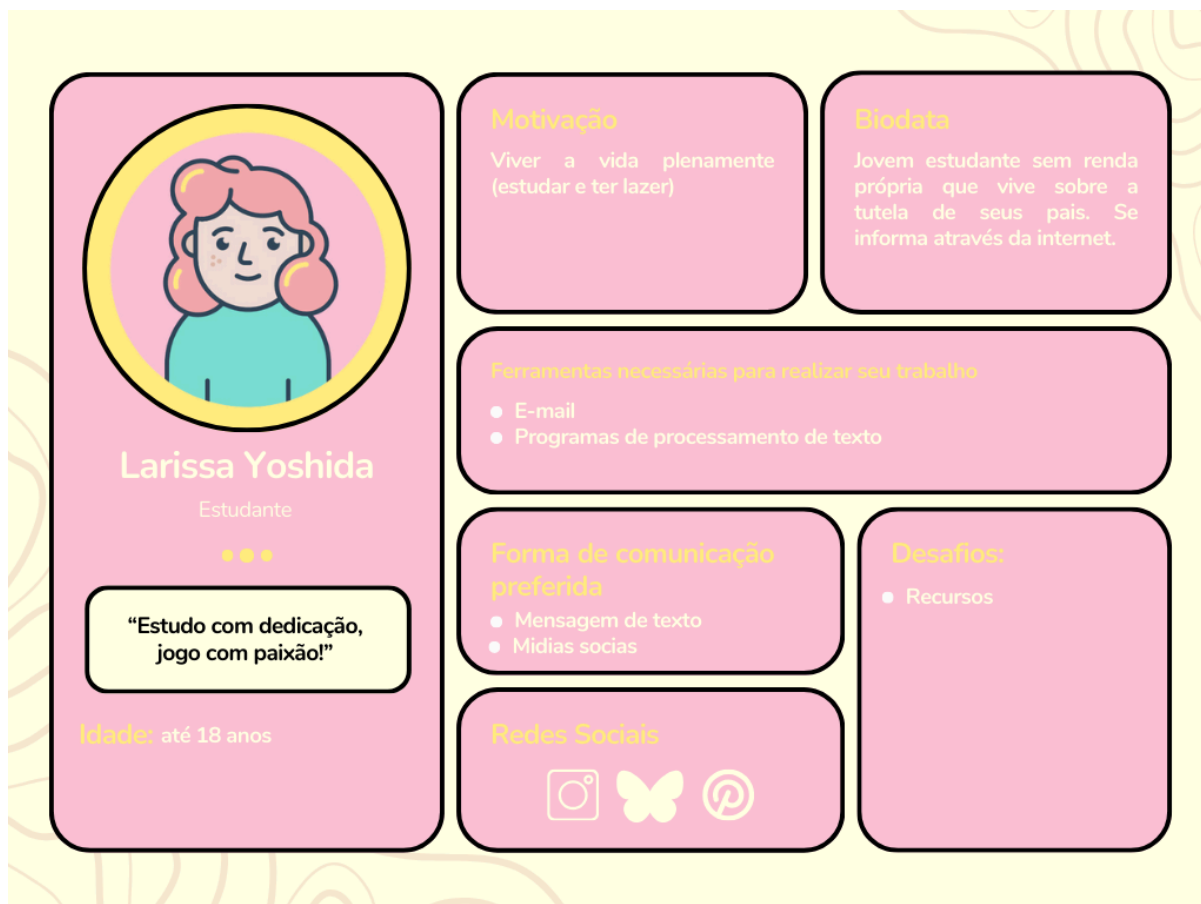 Larissa Yoshida
Estudante
“Estudo com dedicação,
jogo com paixão!”
Idade: até 18 anos
Motivação
Viver a vida plenamente
(estudar e ter lazer)
Biodata
Jovem estudante sem renda
própria que vive sobre a
tutela de seus pais. Se
informa através da internet.
Ferramentas necessárias para realizar seu trabalho
E-mail
Programas de processamento de texto
Forma de comunicação
preferida
Mensagem de texto
Midias socias
Desafios:
Recursos
Redes Sociais